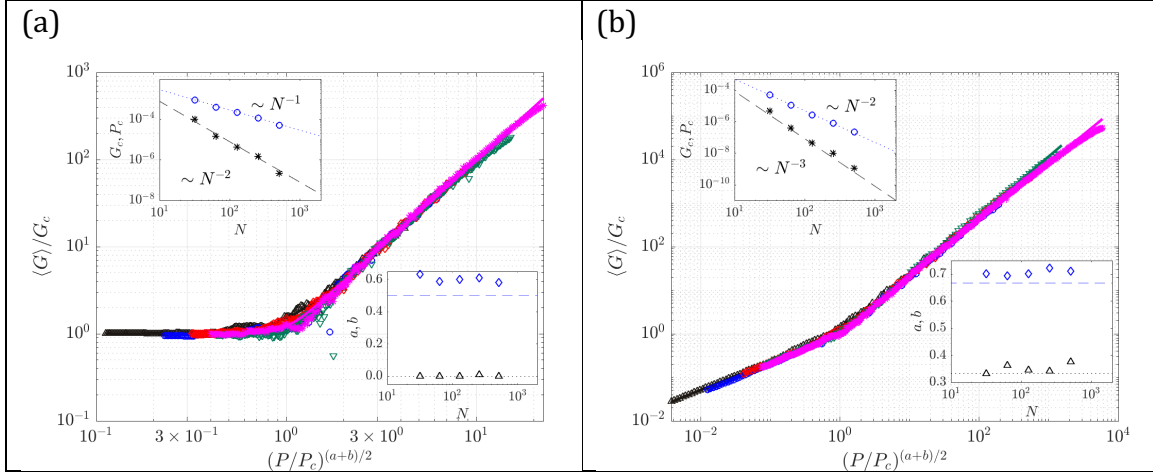 (a)
10^3
10^2
10^1
10^0
10^-1
⟨G⟩/G_c
10^-1
3 × 10^-1
10^0
3 × 10^0
10^1
(P/P_c)^(a+b)/2
10^-4
10^-6
10^-8
G_c, P_c
∼ N^-1
∼ N^-2
10^1
10^2
10^3
N
0.6
0.4
0.2
0.0
a, b
10^1
10^2
10^3
N
(b)
10^6
10^4
10^2
10^0
10^-2
⟨G⟩/G_c
10^-2
10^0
10^2
10^4
(P/P_c)^(a+b)/2
10^-4
10^-7
10^-10
G_c, P_c
∼ N^-2
∼ N^-3
10^1
10^2
10^3
N
0.7
0.6
0.5
0.4
0.3
a, b
10^1
10^2
10^3
N